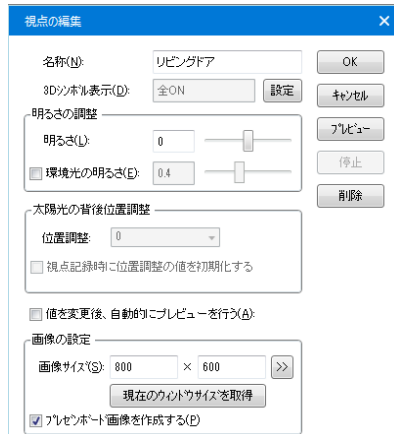 視点の編集
名称(N): リビングドア OK
3Dシンボル表示(D): 全ON 設定 キャンセル
明るさの調整 プレビュー
明るさ(L): 0
停止
環境光の明るさ(E): 0.4
削除
太陽光の背後位置調整
位置調整: 0
視点記録時に位置調整の値を初期化する
値を変更後、自動的にプレビューを行う(A):
画像の設定
画像サイズ(S): 800 × 600 >>
現在のウィンドウサイズを取得
プレゼンボード画像を作成する(P)